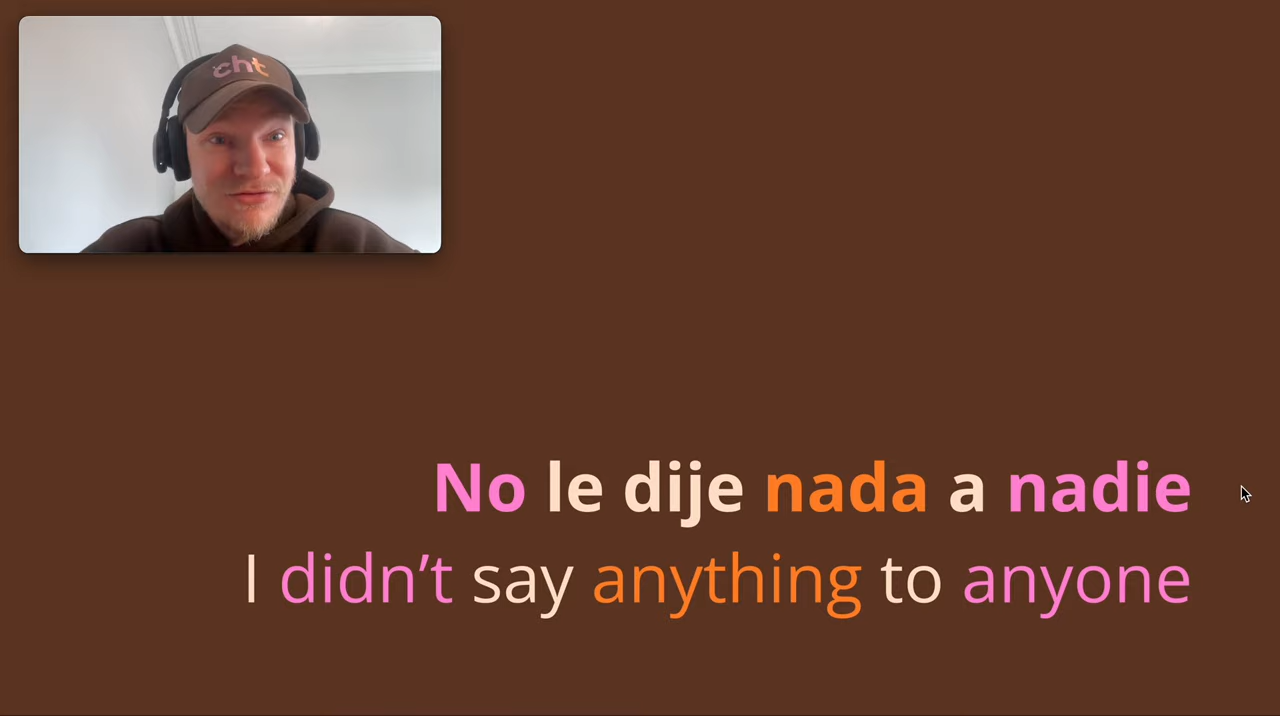 cht
No le dije nada a nadie
I didn’t say anything to anyone